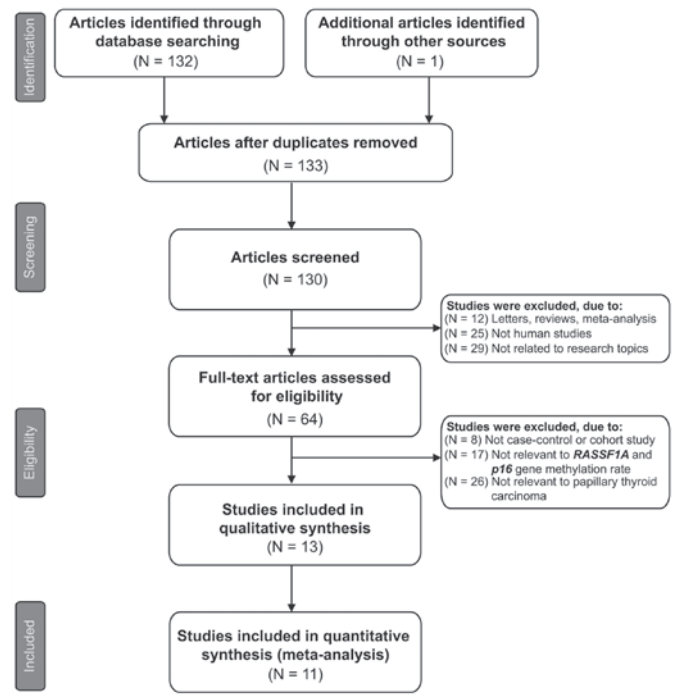 Identification
Articles identified through
database searching
(N = 132)
Additional articles identified
through other sources
(N = 1)
Articles after duplicates removed
(N = 133)
Screening
Articles screened
(N = 130)
Studies were excluded, due to:
(N = 12) Letters, reviews, meta-analysis
(N = 25) Not human studies
(N = 29) Not related to research topics
Full-text articles assessed
for eligibility
(N = 64)
Eligibility
Studies were excluded, due to:
(N = 8) Not case-control or cohort study
(N = 17) Not relevant to RASSF1A and
p16 gene methylation rate
(N = 26) Not relevant to papillary thyroid
carcinoma
Studies included in
qualitative synthesis
(N = 13)
Included
Studies included in quantitative
synthesis (meta-analysis)
(N = 11)